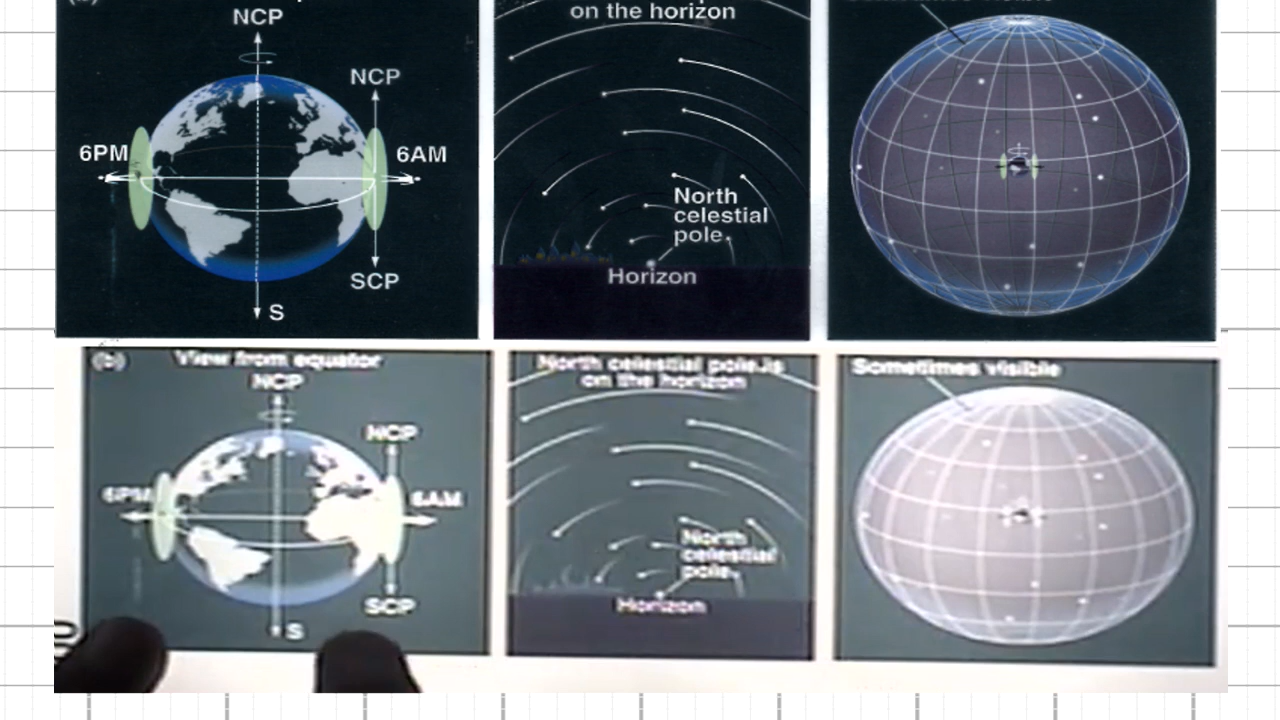 NCP
NCP
6PM
6AM
SCP
S
on the horizon
North
celestial
pole
Horizon
(b)
View from equator
NCP
NCP
6PM
6AM
SCP
S
North celestial pole is
on the horizon
North
celestial
pole
Horizon
Sometimes visible